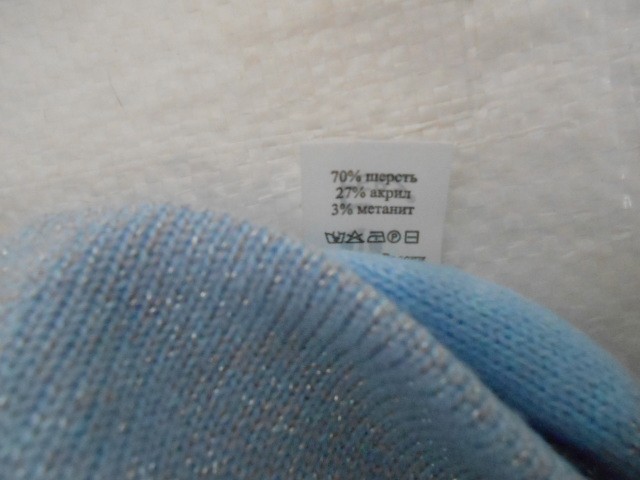 70% шерсть
27% акрил
3% метанит